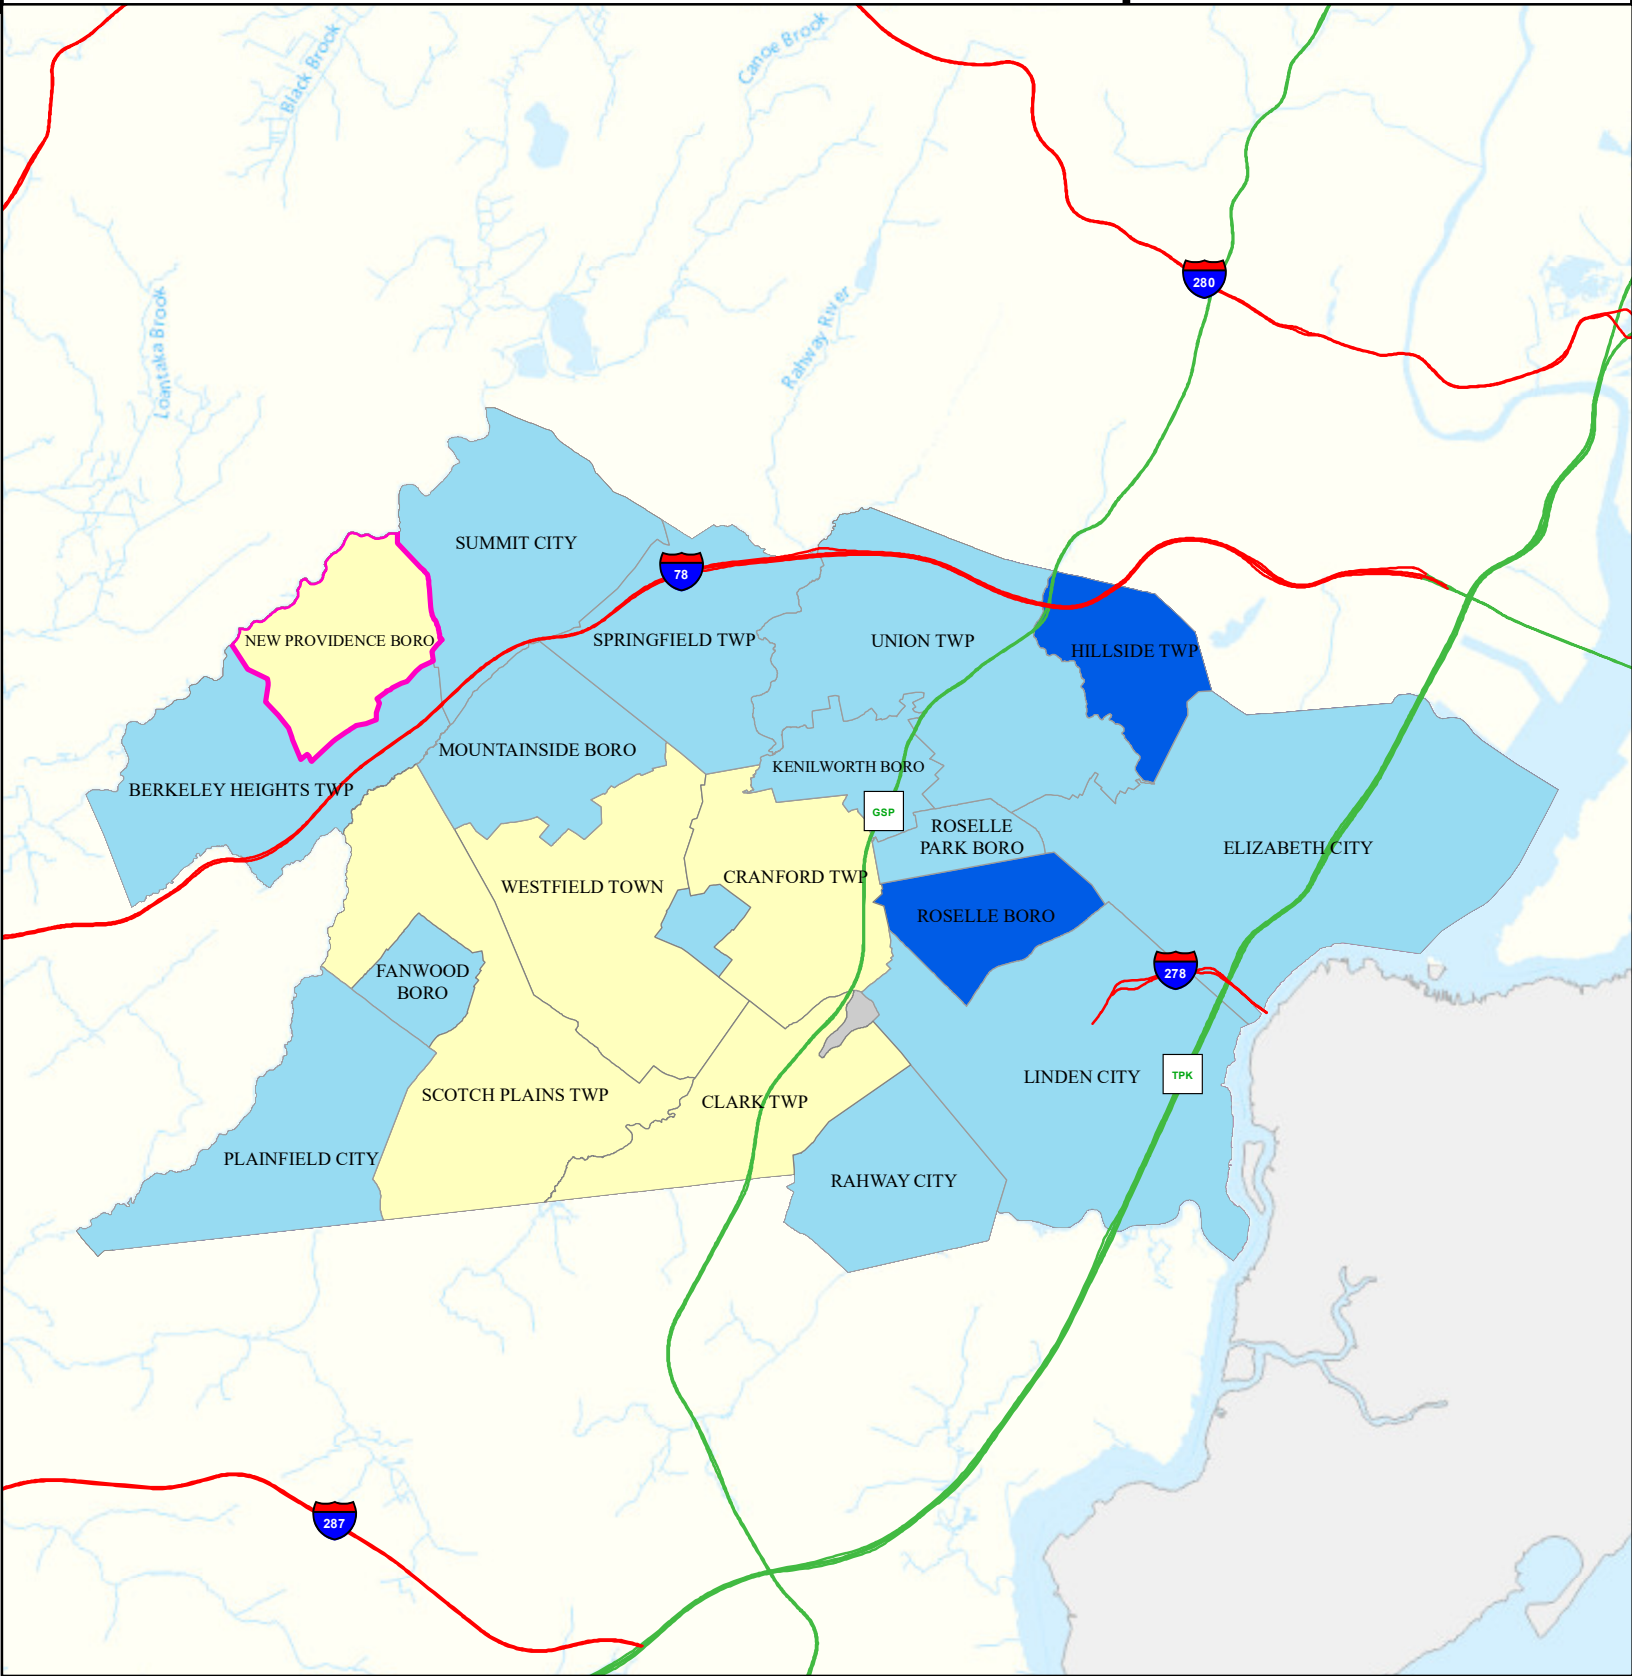 Black Brook
Canoe Brook
280
Loantaka Brook
Rahway River
SUMMIT CITY
78
NEW PROVIDENCE BORO
SPRINGFIELD TWP
UNION TWP
HILLSIDE TWP
MOUNTAINSIDE BORO
KENILWORTH BORO
BERKELEY HEIGHTS TWP
GSP
ROSELLE
PARK BORO
ELIZABETH CITY
WESTFIELD TOWN
CRANFORD TWP
ROSELLE BORO
FANWOOD
BORO
278
LINDEN CITY
TPK
SCOTCH PLAINS TWP
CLARK TWP
PLAINFIELD CITY
RAHWAY CITY
287